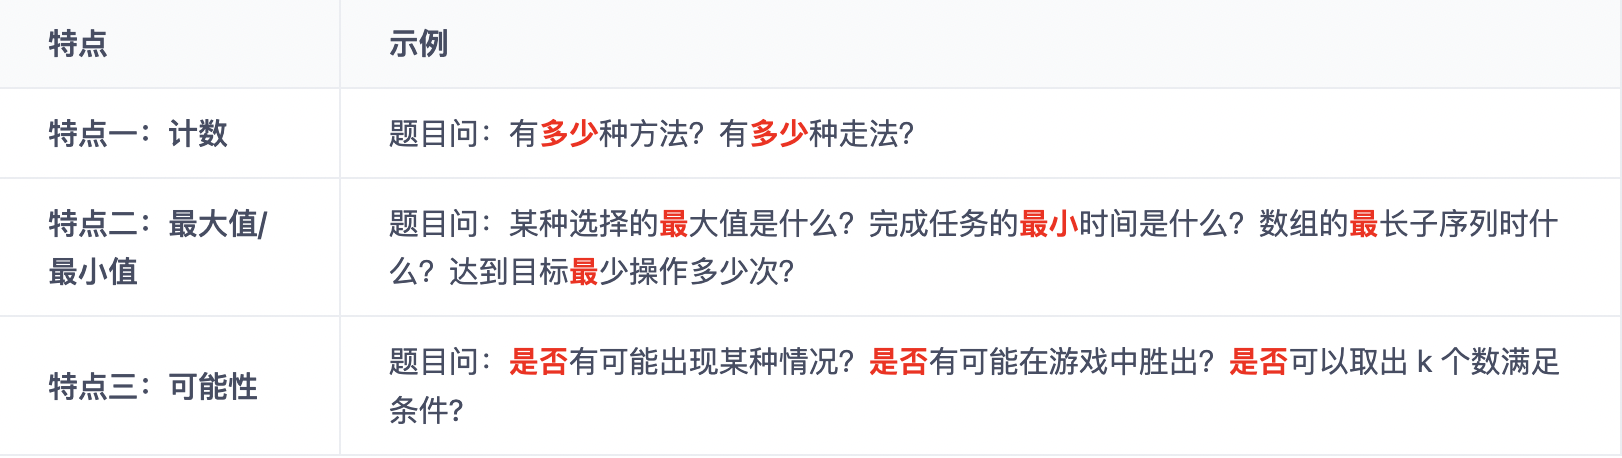 特点
示例
特点一：计数
题目问：有多少种方法？有多少种走法？
特点二：最大值/
最小值
题目问：某种选择的最大值是什么？完成任务的最小时间是什么？数组的最长子序列时什
么？达到目标最少操作多少次？
特点三：可能性
题目问：是否有可能出现某种情况？是否有可能在游戏中胜出？是否可以取出 k 个数满足
条件？